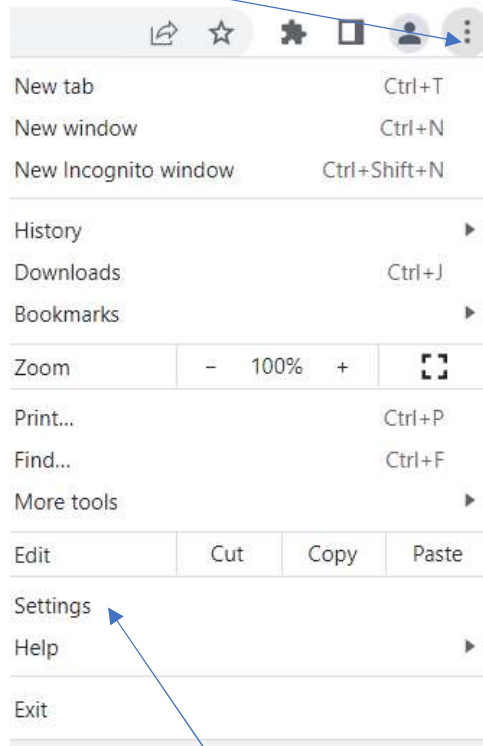 New tab Ctrl+T
New window Ctrl+N
New Incognito window Ctrl+Shift+N
History
Downloads Ctrl+J
Bookmarks
Zoom - 100% +
Print... Ctrl+P
Find... Ctrl+F
More tools
Edit Cut Copy Paste
Settings
Help
Exit